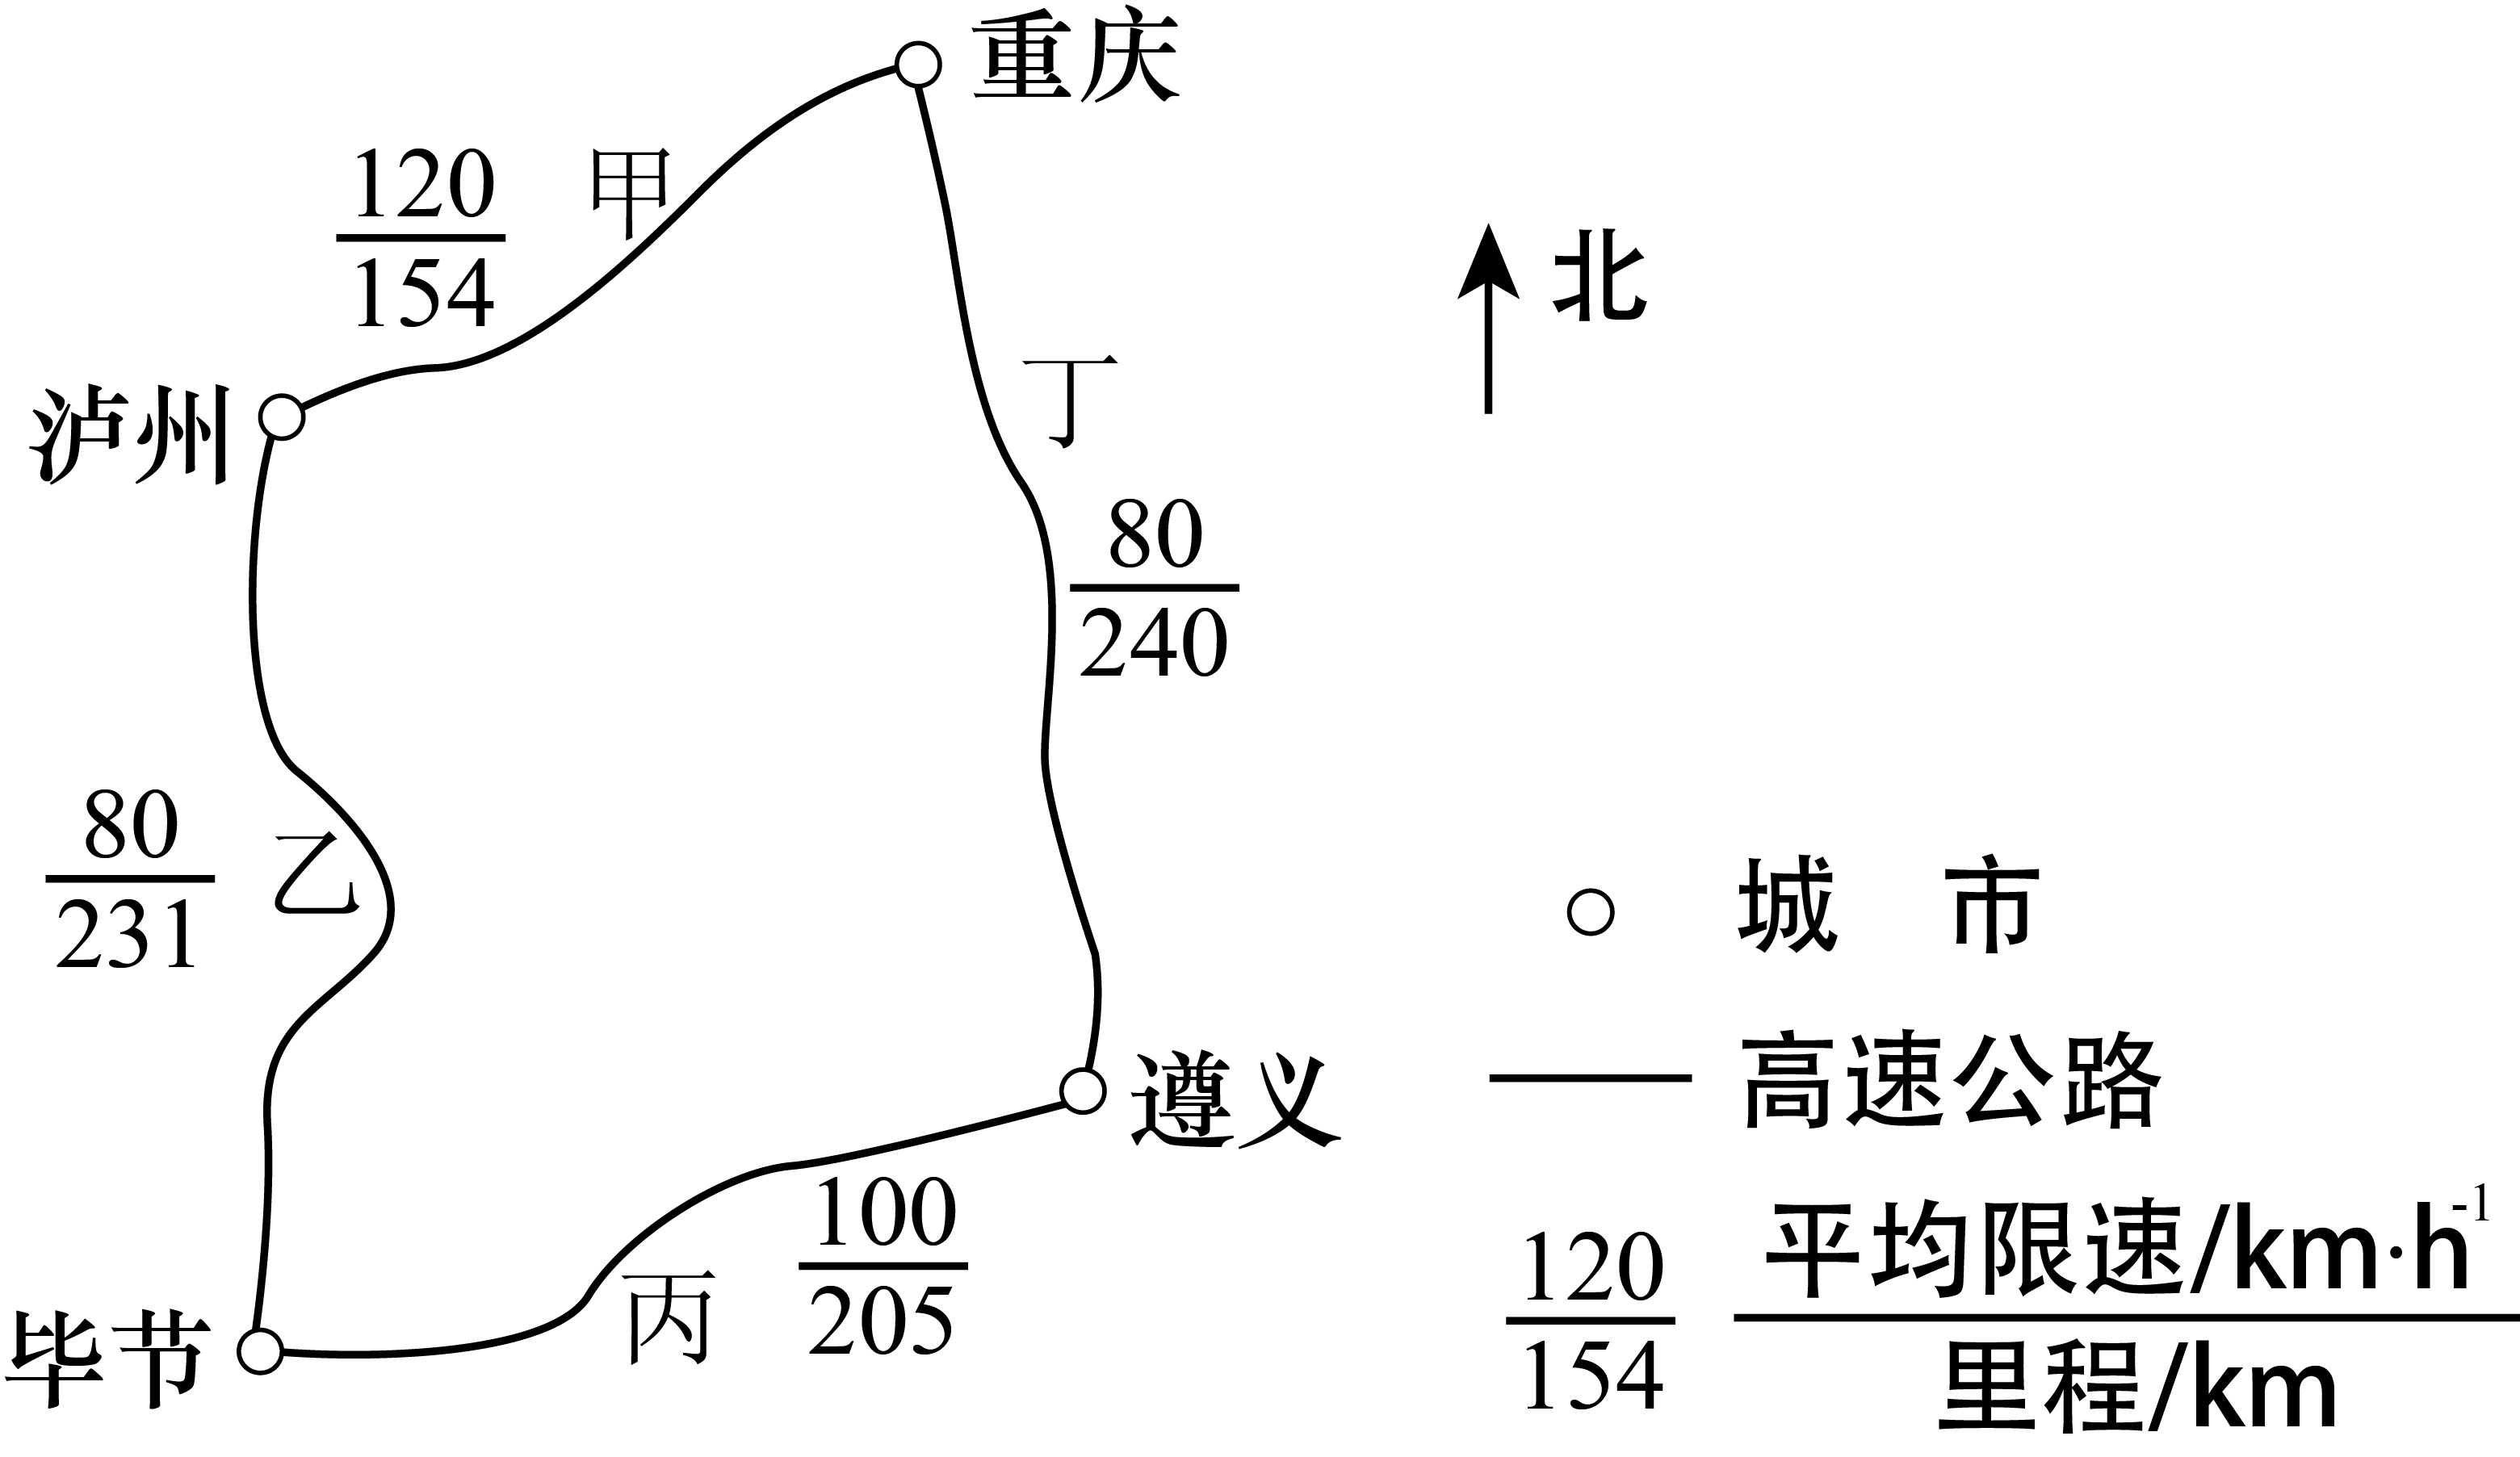 重庆
120
154
甲
北
泸州
丁
80
240
80
231
乙
城 市
遵义
高速公路
100
205
丙
毕节
120
154
平均限速/km·h-1
里程/km